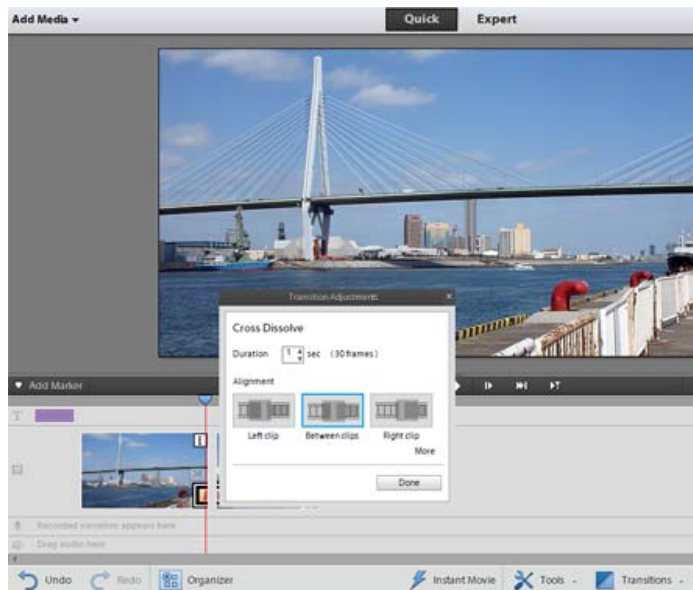 Add Media
Quick
Expert
Transition Adjustments
Cross Dissolve
Duration 1 sec (30 frames)
Alignment
Left clip
Between clips
Right clip
More
Done
Add Marker
T
Recorded narration appears here
Drag audio here
Undo
Redo
Organizer
Instant Movie
Tools
Transitions